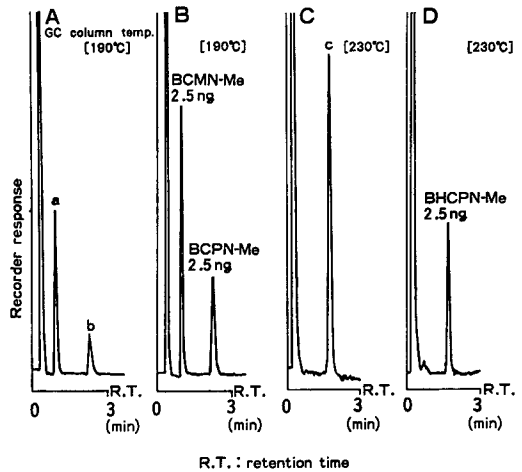 A
GC column temp.
[190℃]
a
b
R.T.
0
3
(min)
B
[190℃]
BCMN-Me
2.5 ng
BCPN-Me
2.5 ng
R.T.
0
3
(min)
C
[230℃]
c
R.T.
0
3
(min)
D
[230℃]
BHCPN-Me
2.5 ng
R.T.
0
3
(min)
Recorder response
R.T. : retention time